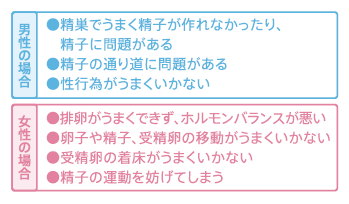 男性の場合
●精巣でうまく精子が作れなかったり、
精子に問題がある
●精子の通り道に問題がある
●性行為がうまくいかない
女性の場合
●排卵がうまくできず、ホルモンバランスが悪い
●卵子や精子、受精卵の移動がうまくいかない
●受精卵の着床がうまくいかない
●精子の運動を妨げてしまう